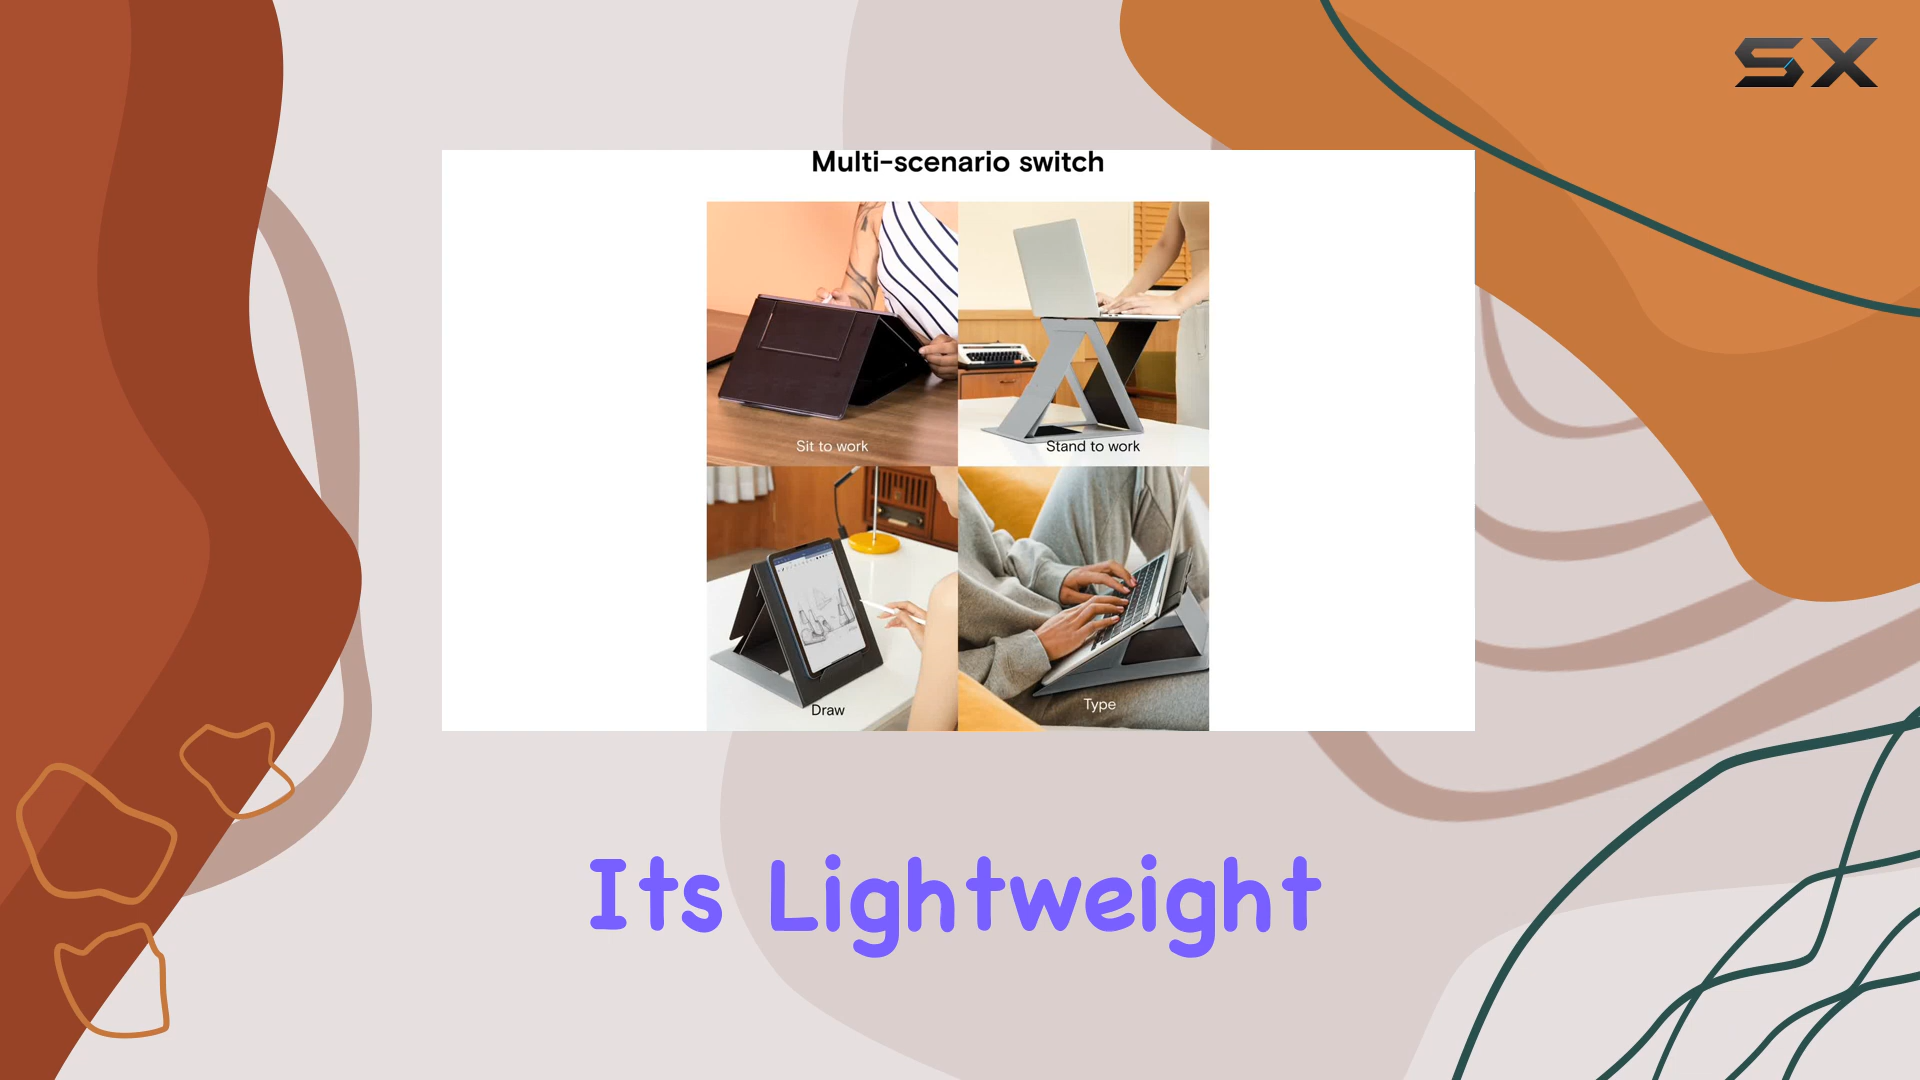 SX
Multi-scenario switch
Sit to work
Stand to work
Draw
Type
Its Lightweight